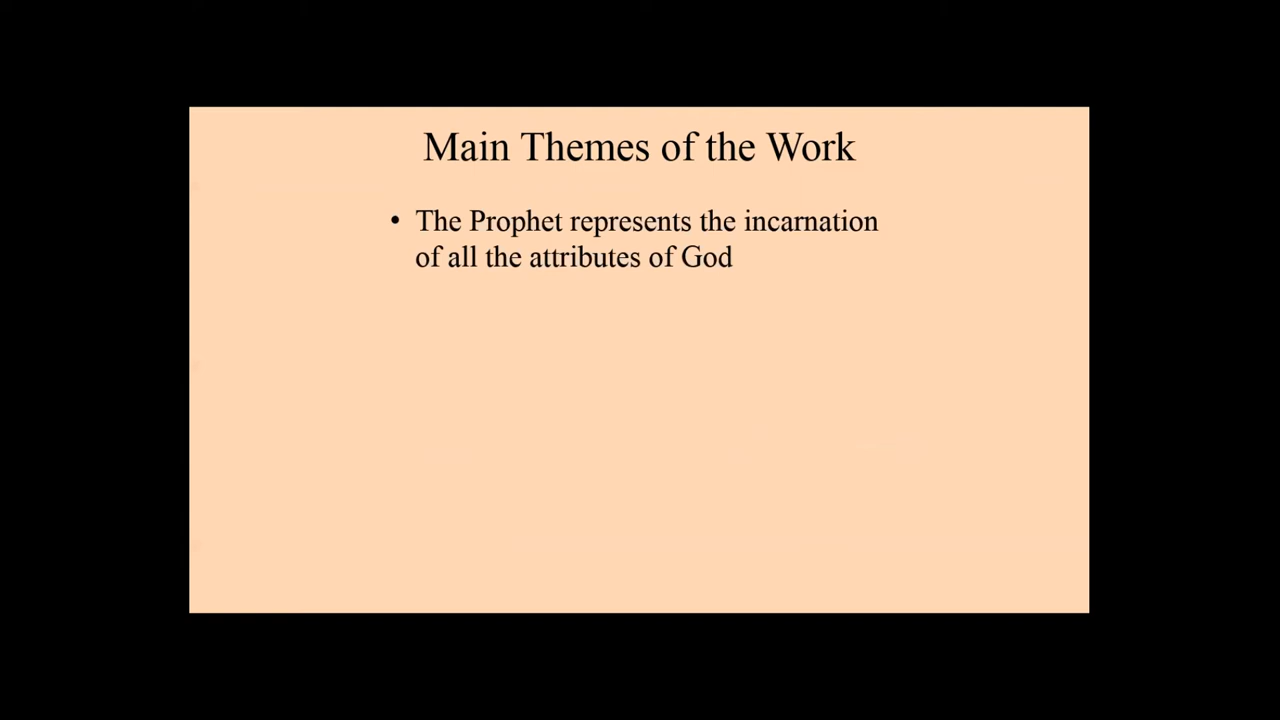 Main Themes of the Work
• The Prophet represents the incarnation
of all the attributes of God